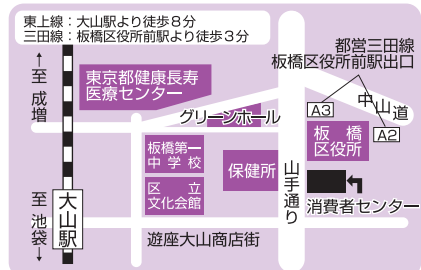 東上線：大山駅より徒歩８分
三田線：板橋区役所前駅より徒歩３分
都営三田線
板橋区役所前駅出口
↑至 成増
東京都健康長寿
医療センター
中山道
グリーンホール
A3
A2
板橋
区役所
板橋第一
中学校
保健所
山手通り
区立
文化会館
消費者センター
至 池袋↓
大山駅
遊座大山商店街